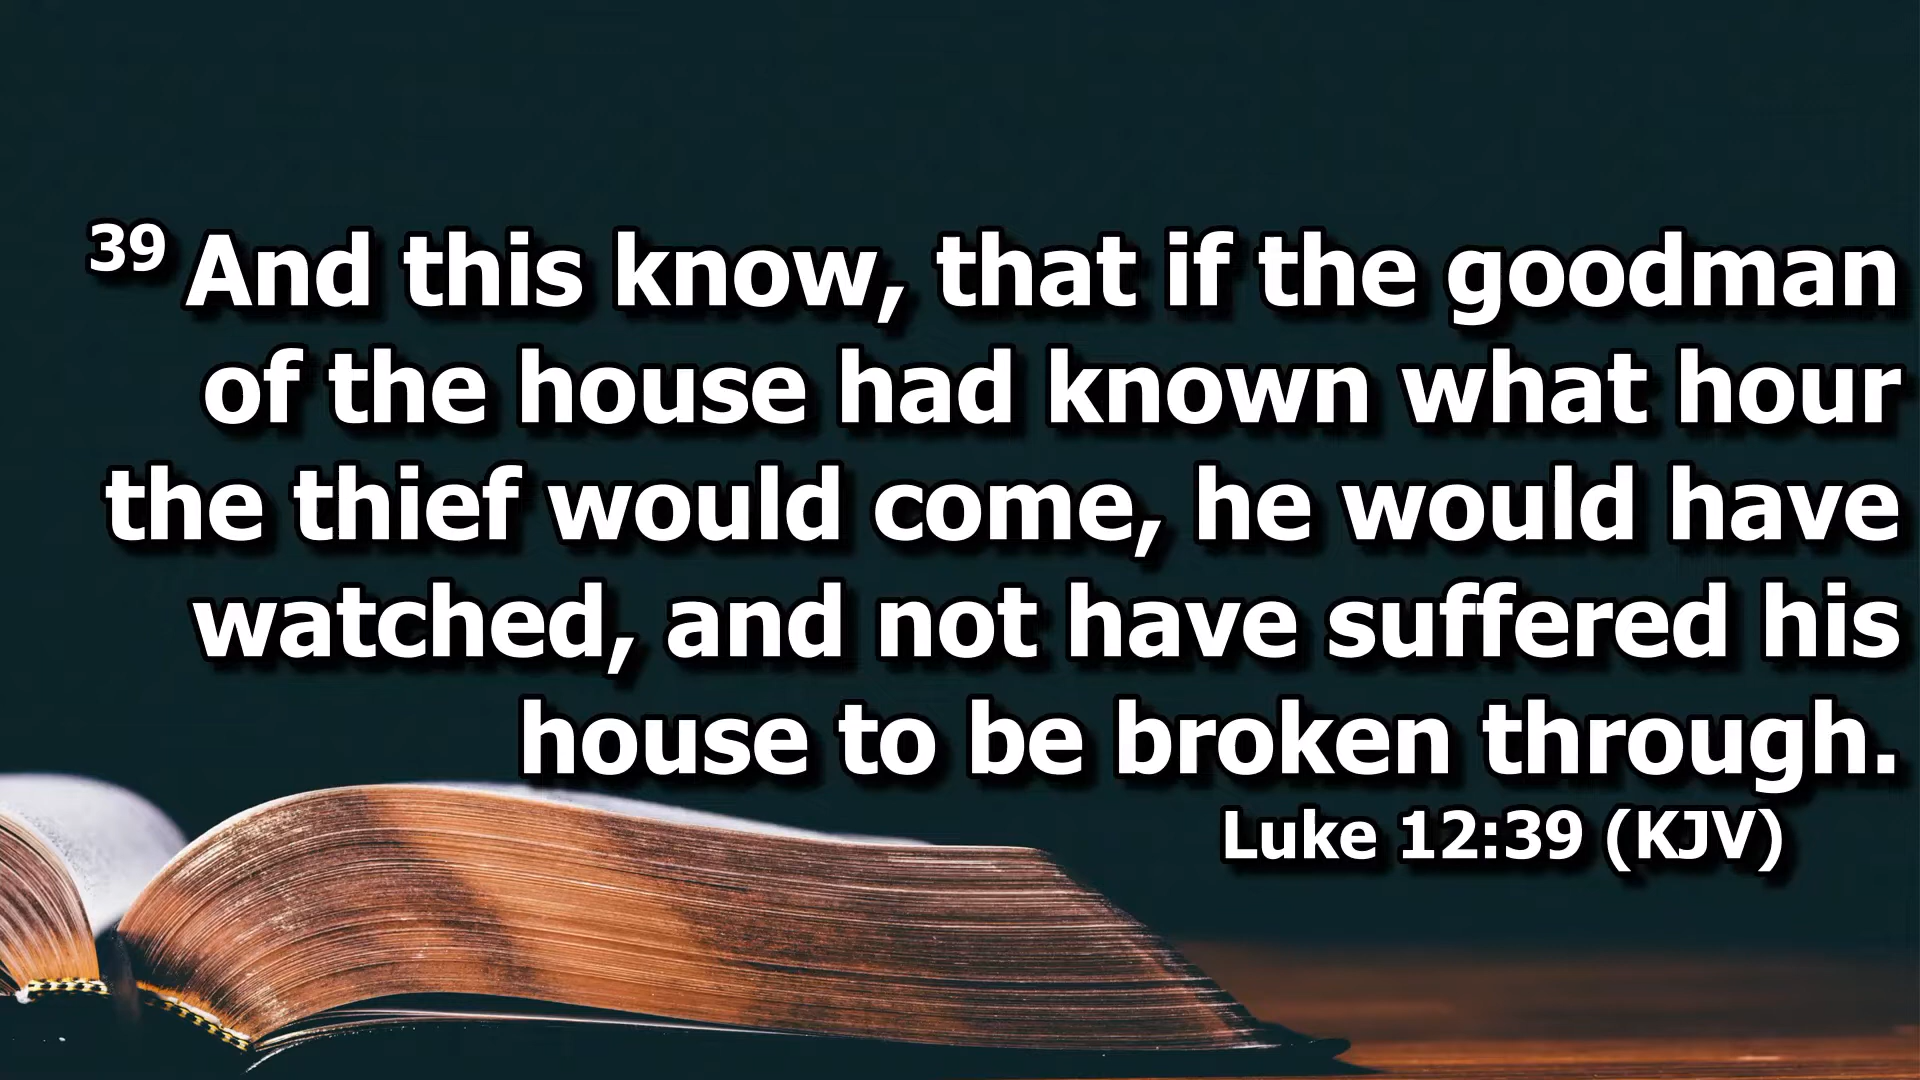 39 And this know, that if the goodman
of the house had known what hour
the thief would come, he would have
watched, and not have suffered his
house to be broken through.
Luke 12:39 (KJV)